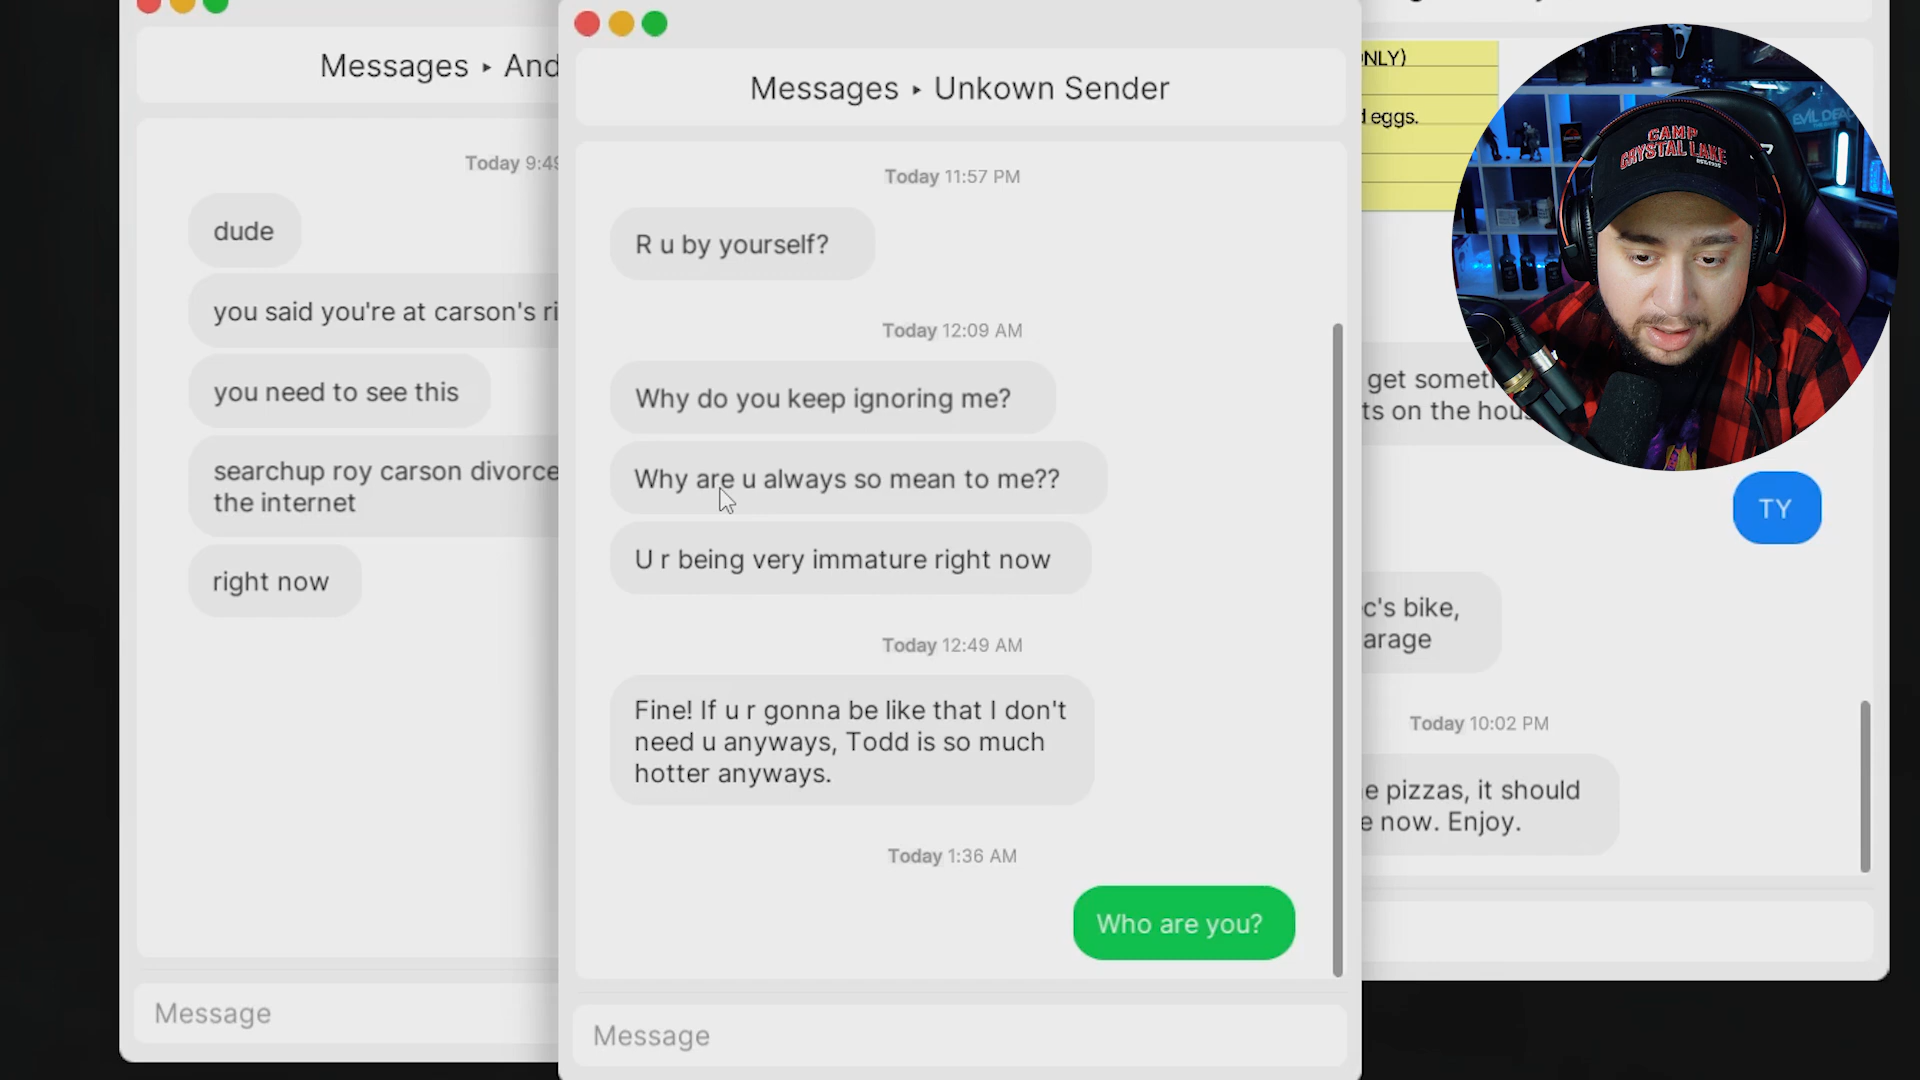 Messages ▸ And
Today 9:49
dude
you said you're at carson's ri
you need to see this
searchup roy carson divorce
the internet
right now
Message
Messages ▸ Unkown Sender
Today 11:57 PM
R u by yourself?
Today 12:09 AM
Why do you keep ignoring me?
Why are u always so mean to me??
U r being very immature right now
Today 12:49 AM
Fine! If u r gonna be like that I don't
need u anyways, Todd is so much
hotter anyways.
Today 1:36 AM
Who are you?
Message
NLY)
d eggs.
get someth
ts on the hous
TY
c's bike,
arage
Today 10:02 PM
e pizzas, it should
e now. Enjoy.
CAMP
CRYSTAL LAKE
EVIL DEAD